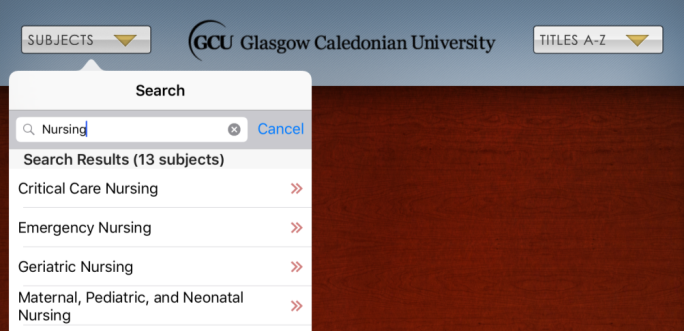 SUBJECTS
GCU Glasgow Caledonian University
TITLES A-Z
Search
Nursing
Cancel
Search Results (13 subjects)
Critical Care Nursing
Emergency Nursing
Geriatric Nursing
Maternal, Pediatric, and Neonatal
Nursing